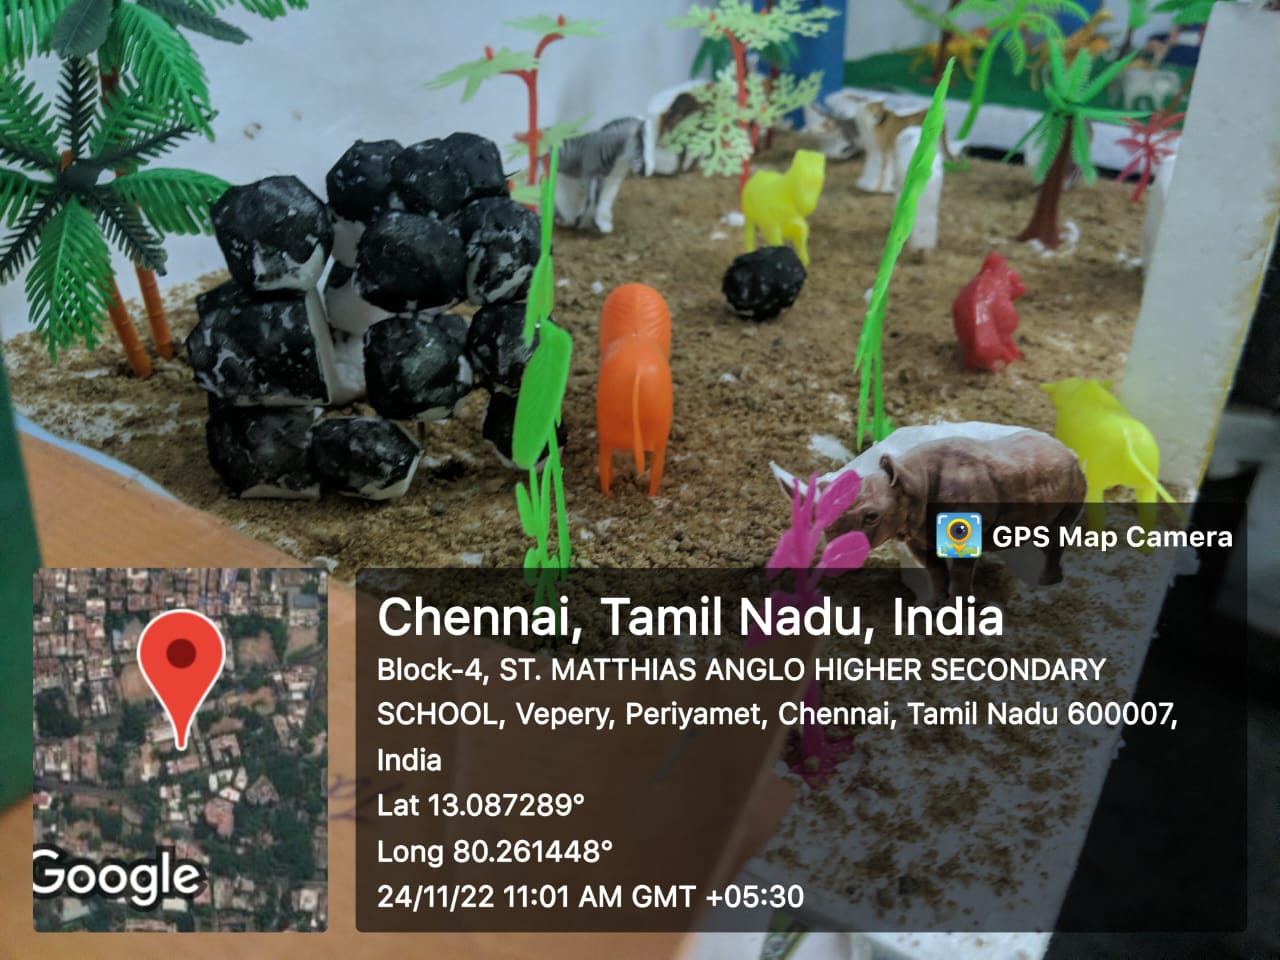 GPS Map Camera
Chennai, Tamil Nadu, India
Block-4, ST. MATTHIAS ANGLO HIGHER SECONDARY
SCHOOL, Vepery, Periyamet, Chennai, Tamil Nadu 600007,
India
Lat 13.087289°
Long 80.261448°
24/11/22 11:01 AM GMT +05:30
Google